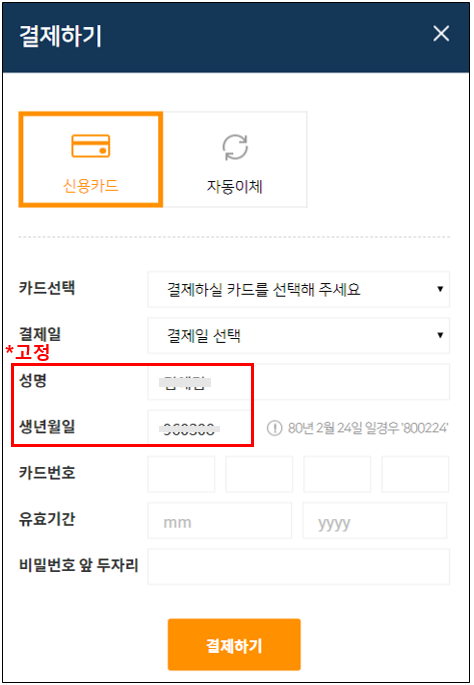 결제하기
신용카드
자동이체
카드선택
결제하실 카드를 선택해 주세요
결제일
결제일 선택
*고정
성명
생년월일
80년 2월 24일 일경우 '800224'
카드번호
유효기간
mm
yyyy
비밀번호 앞 두자리
결제하기